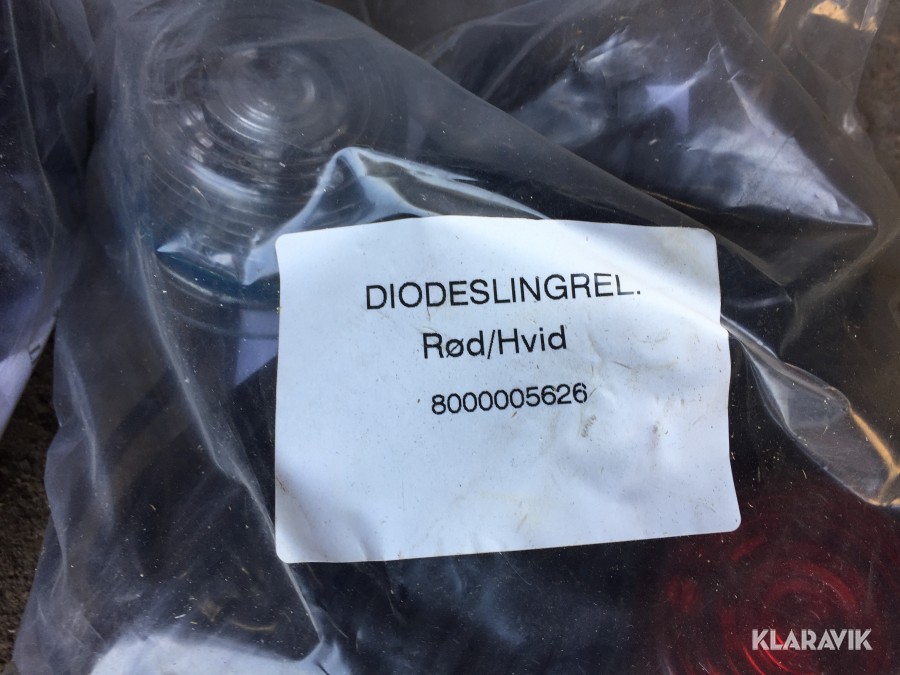 DIODESLINGREL.
Rød/Hvid
8000005626
KLARAVIK